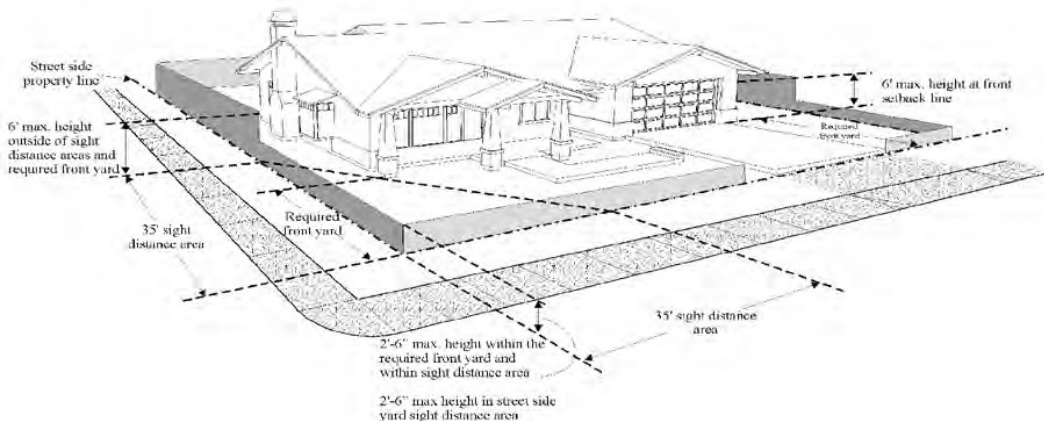 Street side
property line
6' max. height at front
setback line
6' max. height
outside of sight
distance areas and
required front yard
Required
front yard
Required
front yard
35' sight
distance area
35' sight distance
area
2'-6" max. height within the
required front yard and
within sight distance area
2'-6" max height in street side
yard sight distance area